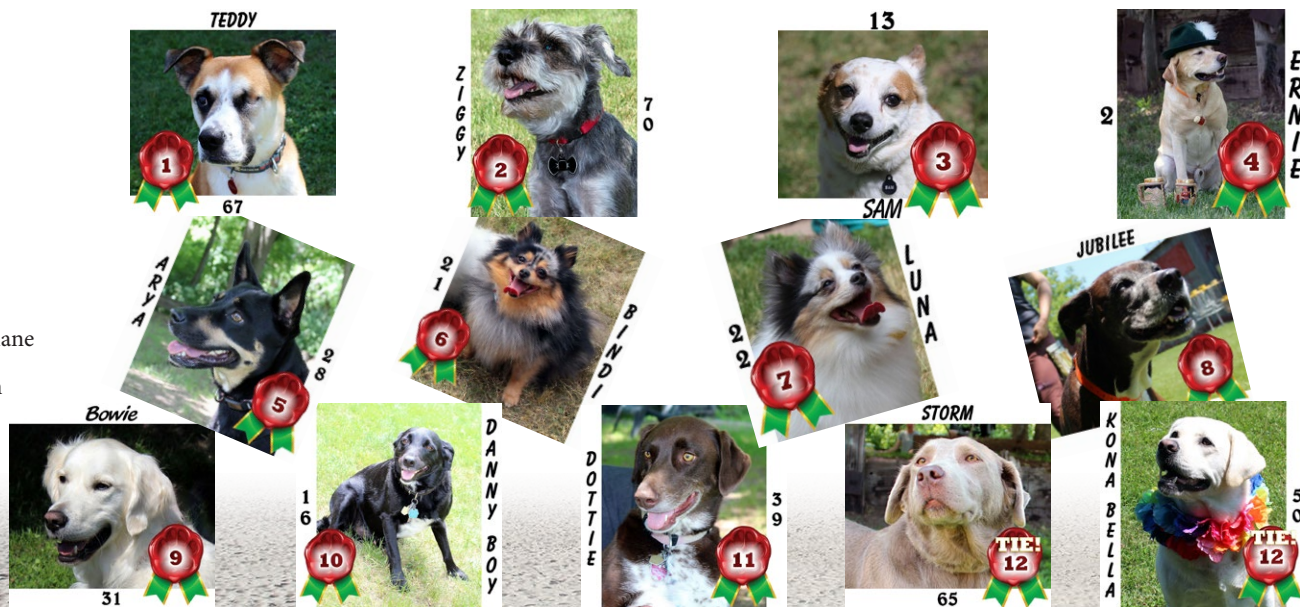 TEDDY
1
67
ZIGGY
2
70
13
3
SAM
2
4
ERNIE
ARYA
5
28
21
6
BINDI
LUNA
22
7
JUBILEE
8
ane
Bowie
9
31
16
10
DANNY BOY
DOTTIE
11
39
STORM
TIE!
12
65
KONA BELLA
50
TIE!
12